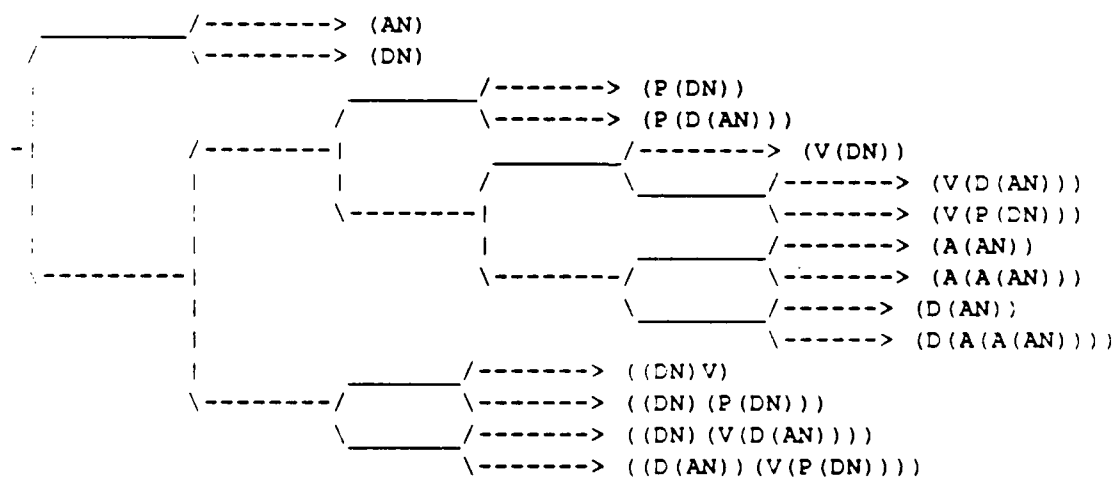 (AN)
(DN)
(P(DN))
(P(D(AN)))
(V(DN))
(V(D(AN)))
(V(P(DN)))
(A(AN))
(A(A(AN)))
(D(AN))
(D(A(A(AN))))
((DN)V)
((DN)(P(DN)))
((DN)(V(D(AN))))
((D(AN))(V(P(DN))))